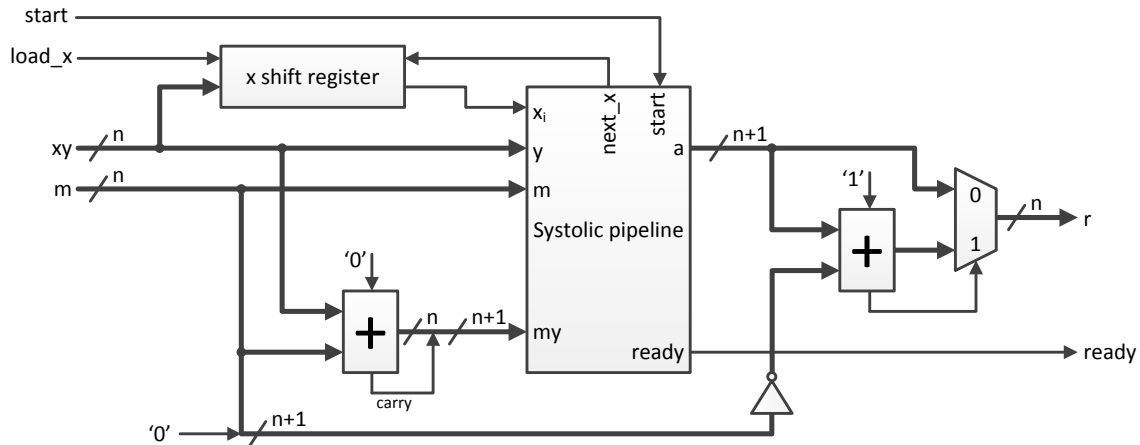 start
load_x
x shift register
xy
n
m
n
xᵢ
y
m
my
next_x
start
a
Systolic pipeline
ready
n+1
'1'
+
0
1
n
r
ready
'0'
+
n
n+1
carry
'0'
n+1